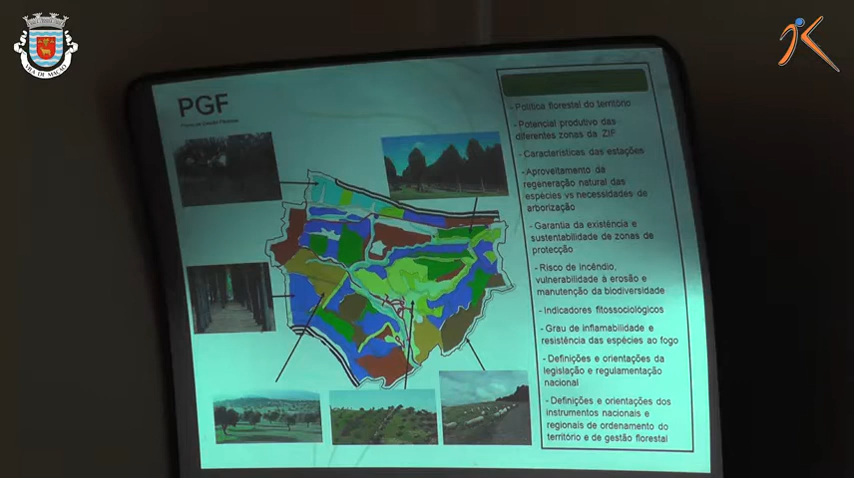 VILA DE MAÇÃO
PGF
- Política florestal do território
- Potencial produtivo das
diferentes zonas da ZIF
- Características das estações
- Aproveitamento da
regeneração natural das
espécies vs necessidades de
arborização
- Garantia da existência e
sustentabilidade de zonas de
protecção
- Risco de incêndio,
vulnerabilidade à erosão e
manutenção da biodiversidade
- Indicadores fitossociológicos
- Grau de inflamabilidade e
resistência das espécies ao fogo
- Definições e orientações da
legislação e regulamentação
nacional
- Definições e orientações dos
instrumentos nacionais e
regionais de ordenamento do
território e de gestão florestal